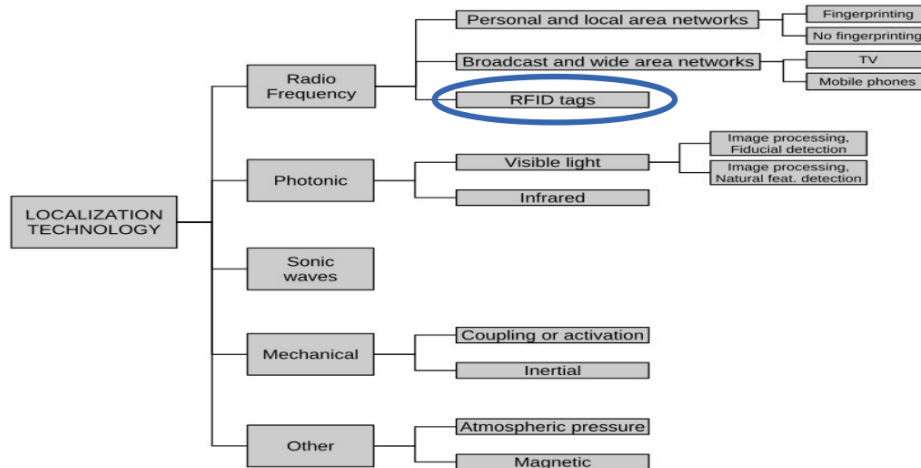 LOCALIZATION
TECHNOLOGY
Radio
Frequency
Personal and local area networks
Fingerprinting
No fingerprinting
Broadcast and wide area networks
TV
Mobile phones
RFID tags
Photonic
Visible light
Image processing,
Fiducial detection
Image processing,
Natural feat. detection
Infrared
Sonic
waves
Mechanical
Coupling or activation
Inertial
Other
Atmospheric pressure
Magnetic